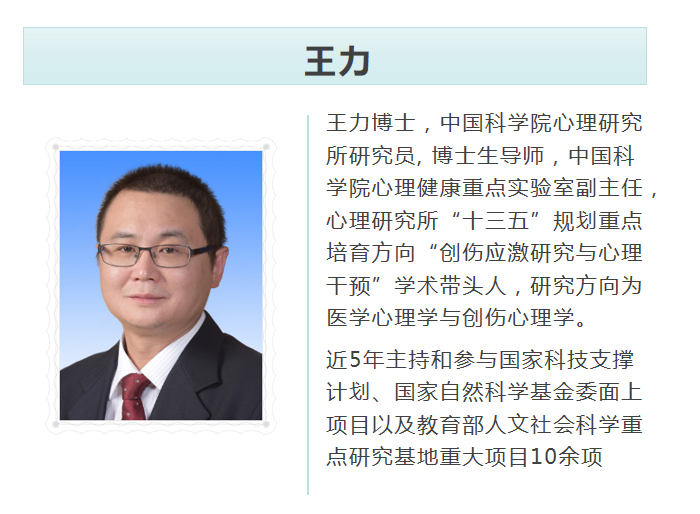 王力
王力博士，中国科学院心理研究
所研究员, 博士生导师，中国科
学院心理健康重点实验室副主任，
心理研究所“十三五”规划重点
培育方向“创伤应激研究与心理
干预”学术带头人，研究方向为
医学心理学与创伤心理学。
近5年主持和参与国家科技支撑
计划、国家自然科学基金委面上
项目以及教育部人文社会科学重
点研究基地重大项目10余项